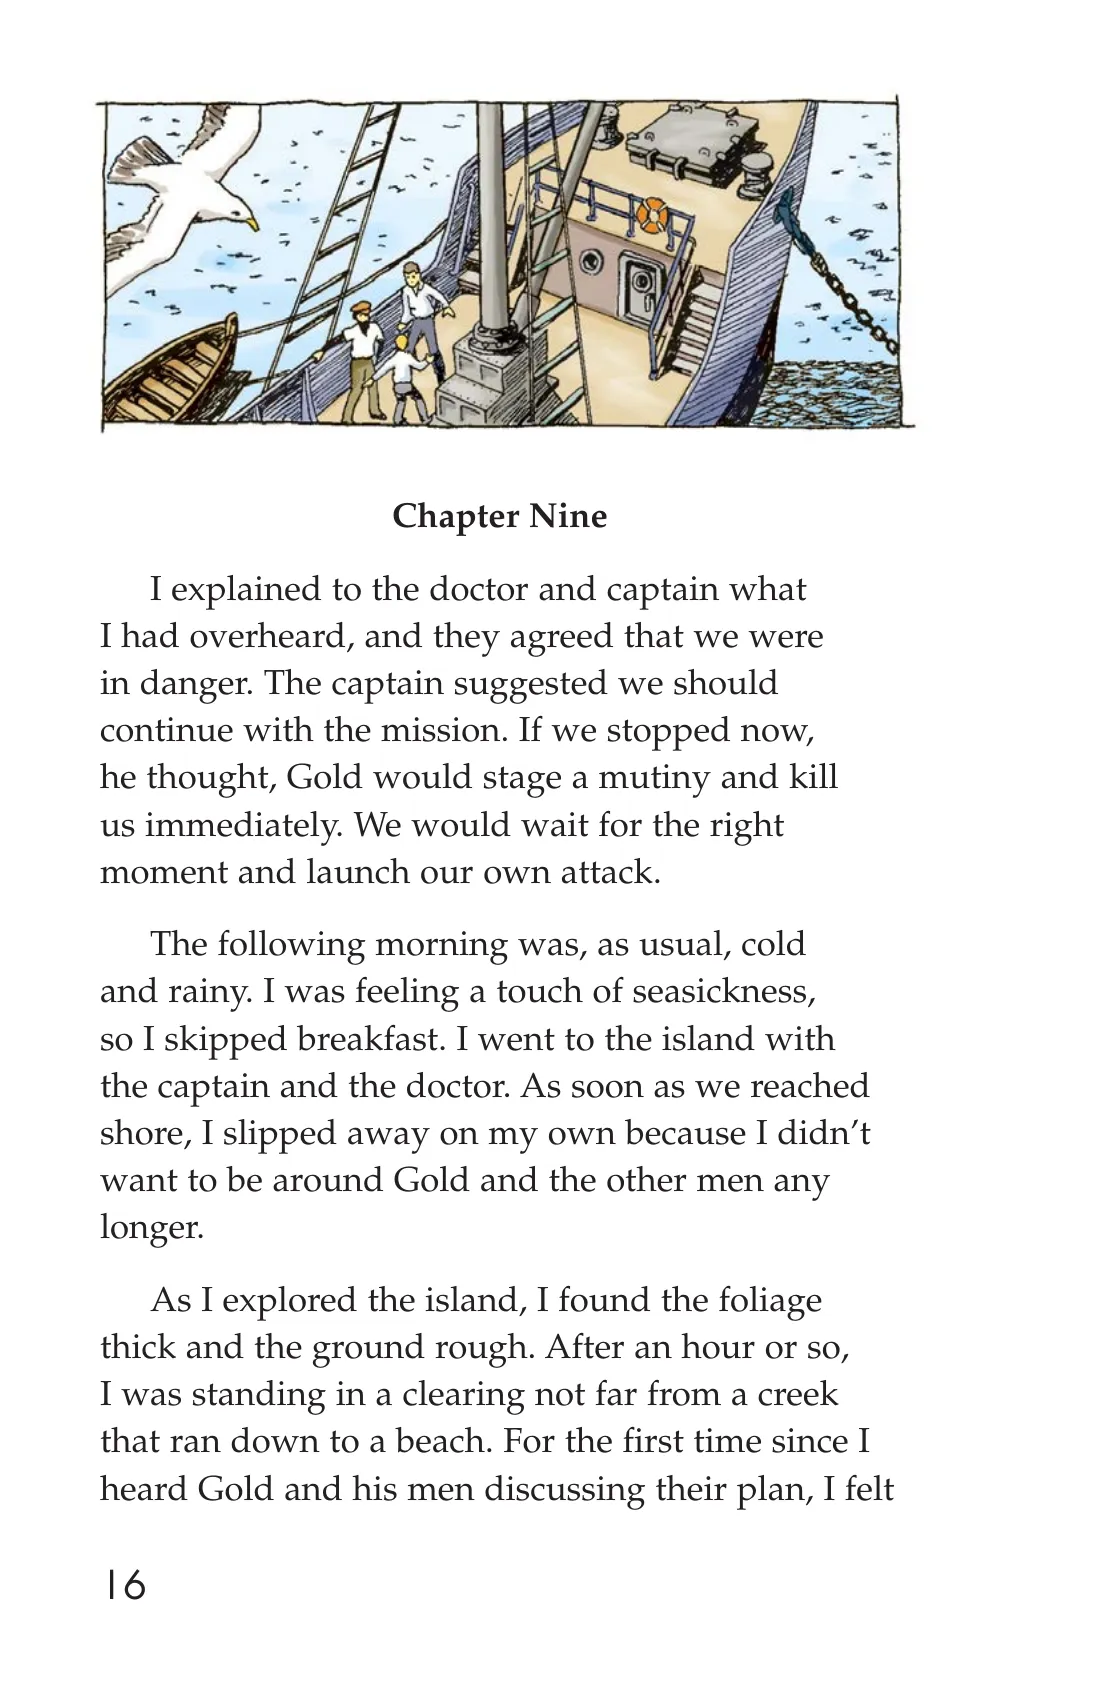 Chapter Nine
I explained to the doctor and captain what
I had overheard, and they agreed that we were
in danger. The captain suggested we should
continue with the mission. If we stopped now,
he thought, Gold would stage a mutiny and kill
us immediately. We would wait for the right
moment and launch our own attack.
The following morning was, as usual, cold
and rainy. I was feeling a touch of seasickness,
so I skipped breakfast. I went to the island with
the captain and the doctor. As soon as we reached
shore, I slipped away on my own because I didn’t
want to be around Gold and the other men any
longer.
As I explored the island, I found the foliage
thick and the ground rough. After an hour or so,
I was standing in a clearing not far from a creek
that ran down to a beach. For the first time since I
heard Gold and his men discussing their plan, I felt
16